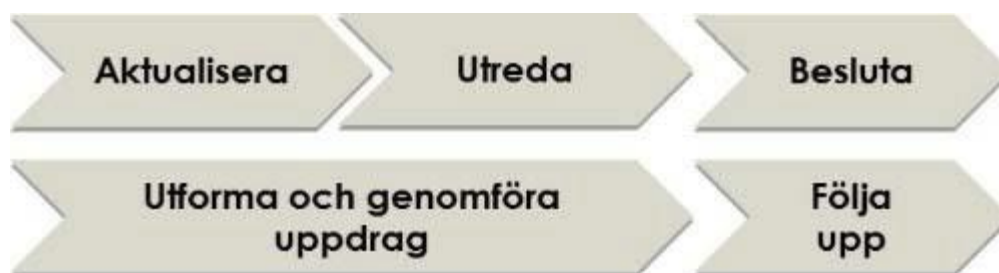 Aktualisera
Utreda
Besluta
Utforma och genomföra
uppdrag
Följa
upp